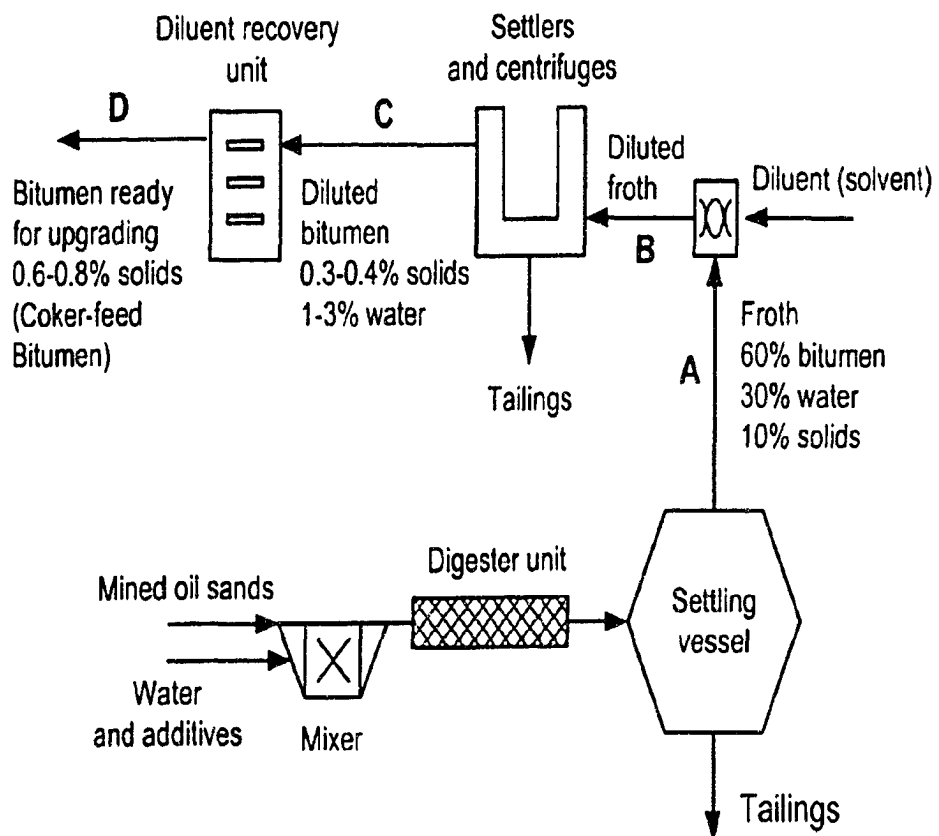 Diluent recovery
unit
Settlers
and centrifuges
D
C
Diluted
froth
Diluent (solvent)
B
Bitumen ready
for upgrading
0.6-0.8% solids
(Coker-feed
Bitumen)
Diluted
bitumen
0.3-0.4% solids
1-3% water
Tailings
A
Froth
60% bitumen
30% water
10% solids
Mined oil sands
Digester unit
Settling
vessel
Water
and additives
Mixer
Tailings